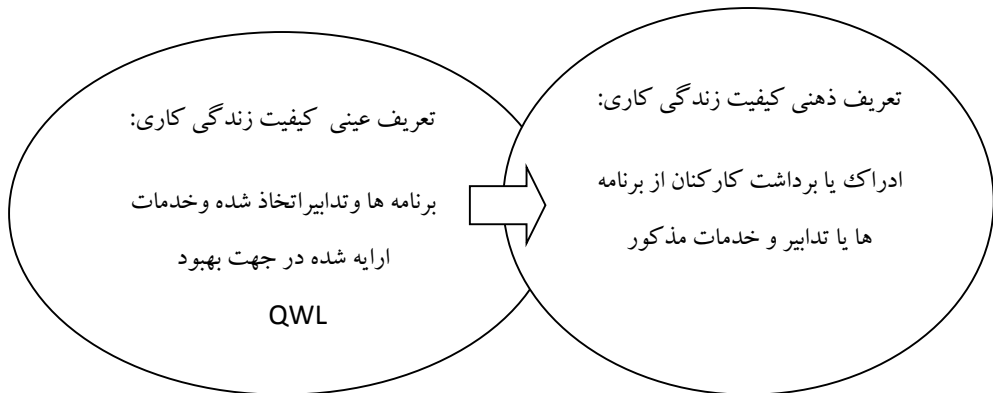 تعریف ذهنی کیفیت زندگی کاری:
ادراک یا برداشت کارکنان از برنامه
ها یا تدابیر و خدمات مذکور
تعریف عینی کیفیت زندگی کاری:
برنامه ها وتدابیراتخاذ شده وخدمات
ارایه شده در جهت بهبود
QWL